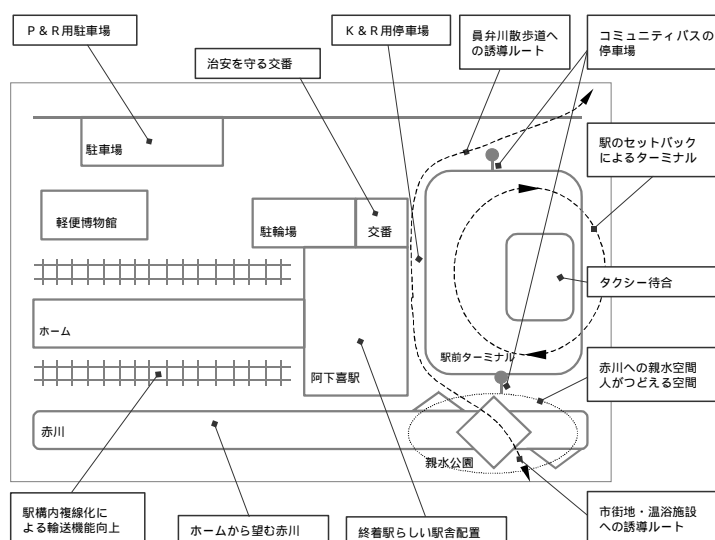 P&R用駐車場
K&R用停車場
員弁川散歩道へ
の誘導ルート
コミュニティバスの
停車場
治安を守る交番
駐車場
駅のセットバック
によるターミナル
軽便博物館
駐輪場
交番
タクシー待合
ホーム
駅前ターミナル
阿下喜駅
赤川への親水空間
人がつどえる空間
赤川
親水公園
駅構内複線化に
よる輸送機能向上
ホームから望む赤川
終着駅らしい駅舎配置
市街地・温浴施設
への誘導ルート